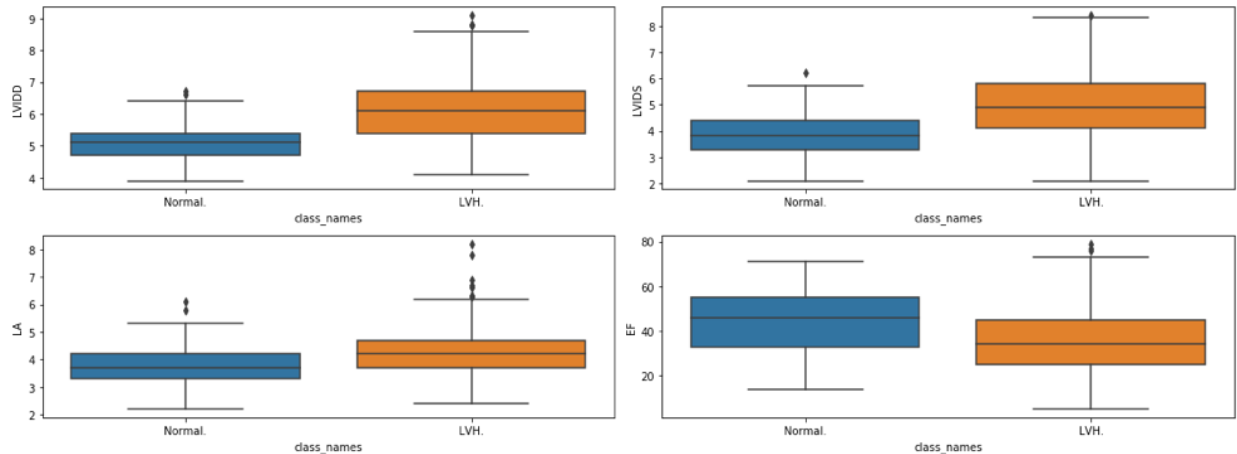 LVIDD
9
8
7
6
5
4
Normal.
LVH.
class_names
LVIDS
8
7
6
5
4
3
2
Normal.
LVH.
class_names
LA
8
7
6
5
4
3
2
Normal.
LVH.
class_names
EF
80
60
40
20
Normal.
LVH.
class_names